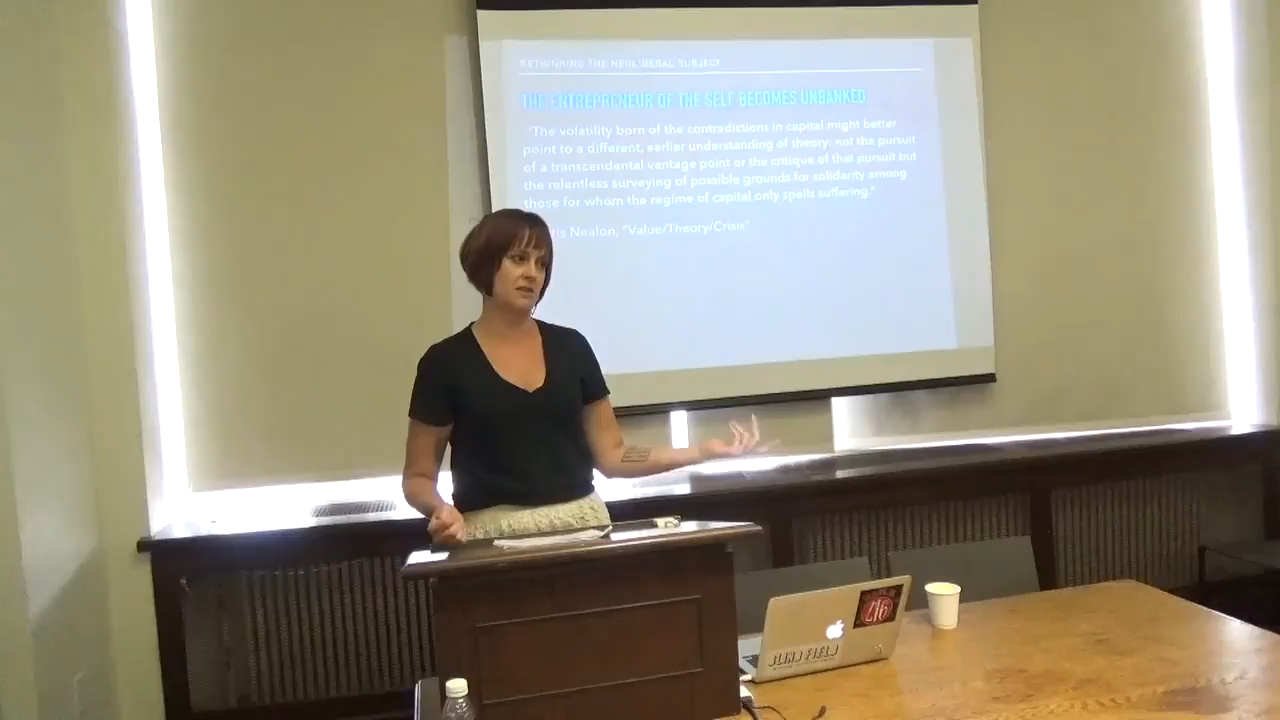 RETHINKING THE NEOLIBERAL SUBJECT
THE ENTREPRENEUR OF THE SELF BECOMES UNBANKED
"The volatility born of the contradictions in capital might better
point to a different, earlier understanding of theory: not the pursuit
of a transcendental vantage point or the critique of that pursuit but
the relentless surveying of possible grounds for solidarity among
those for whom the regime of capital only spells suffering."
ris Nealon, "Value/Theory/Crisis"
BLIND FIELD